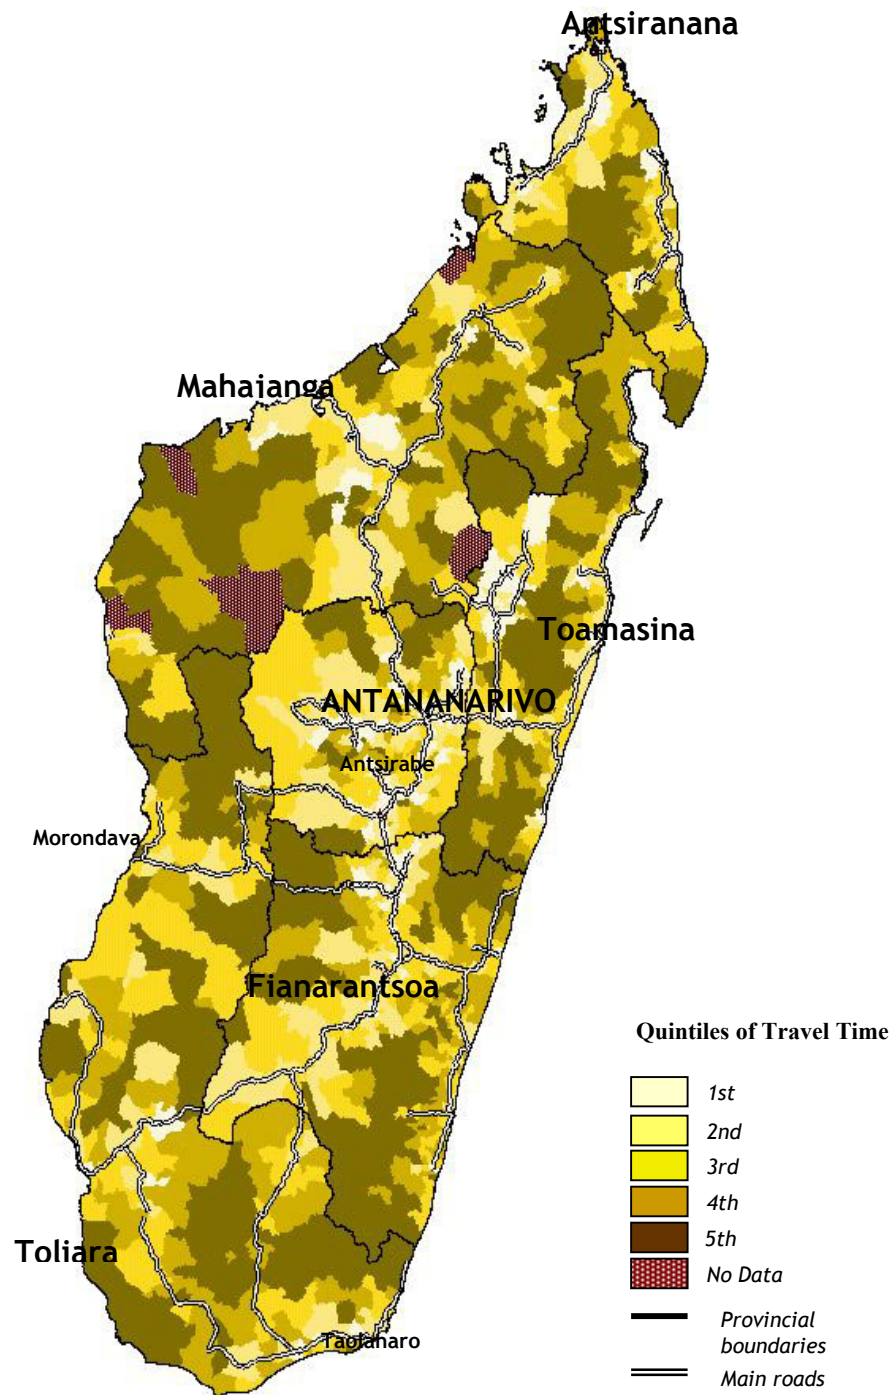 Antsiranana
Mahajanga
Toamasina
ANTANANARIVO
Antsirabe
Morondava
Fianarantsoa
Toliara
Taolanaro
Quintiles of Travel Time
1st
2nd
3rd
4th
5th
No Data
Provincial
boundaries
Main roads